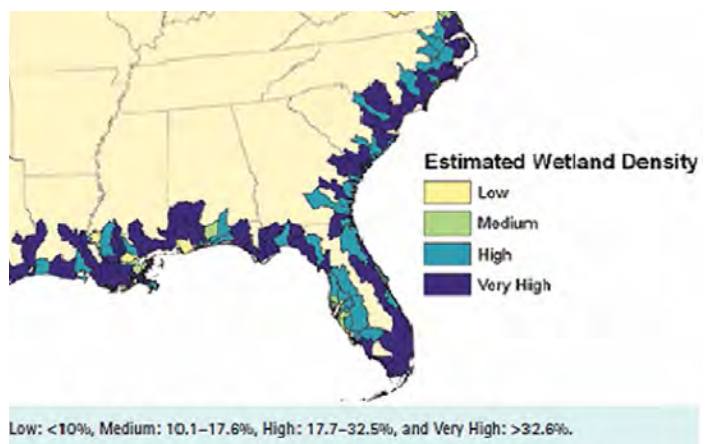 Estimated Wetland Density
Low
Medium
High
Very High
Low: <10%, Medium: 10.1–17.6%, High: 17.7–32.5%, and Very High: >32.6%.